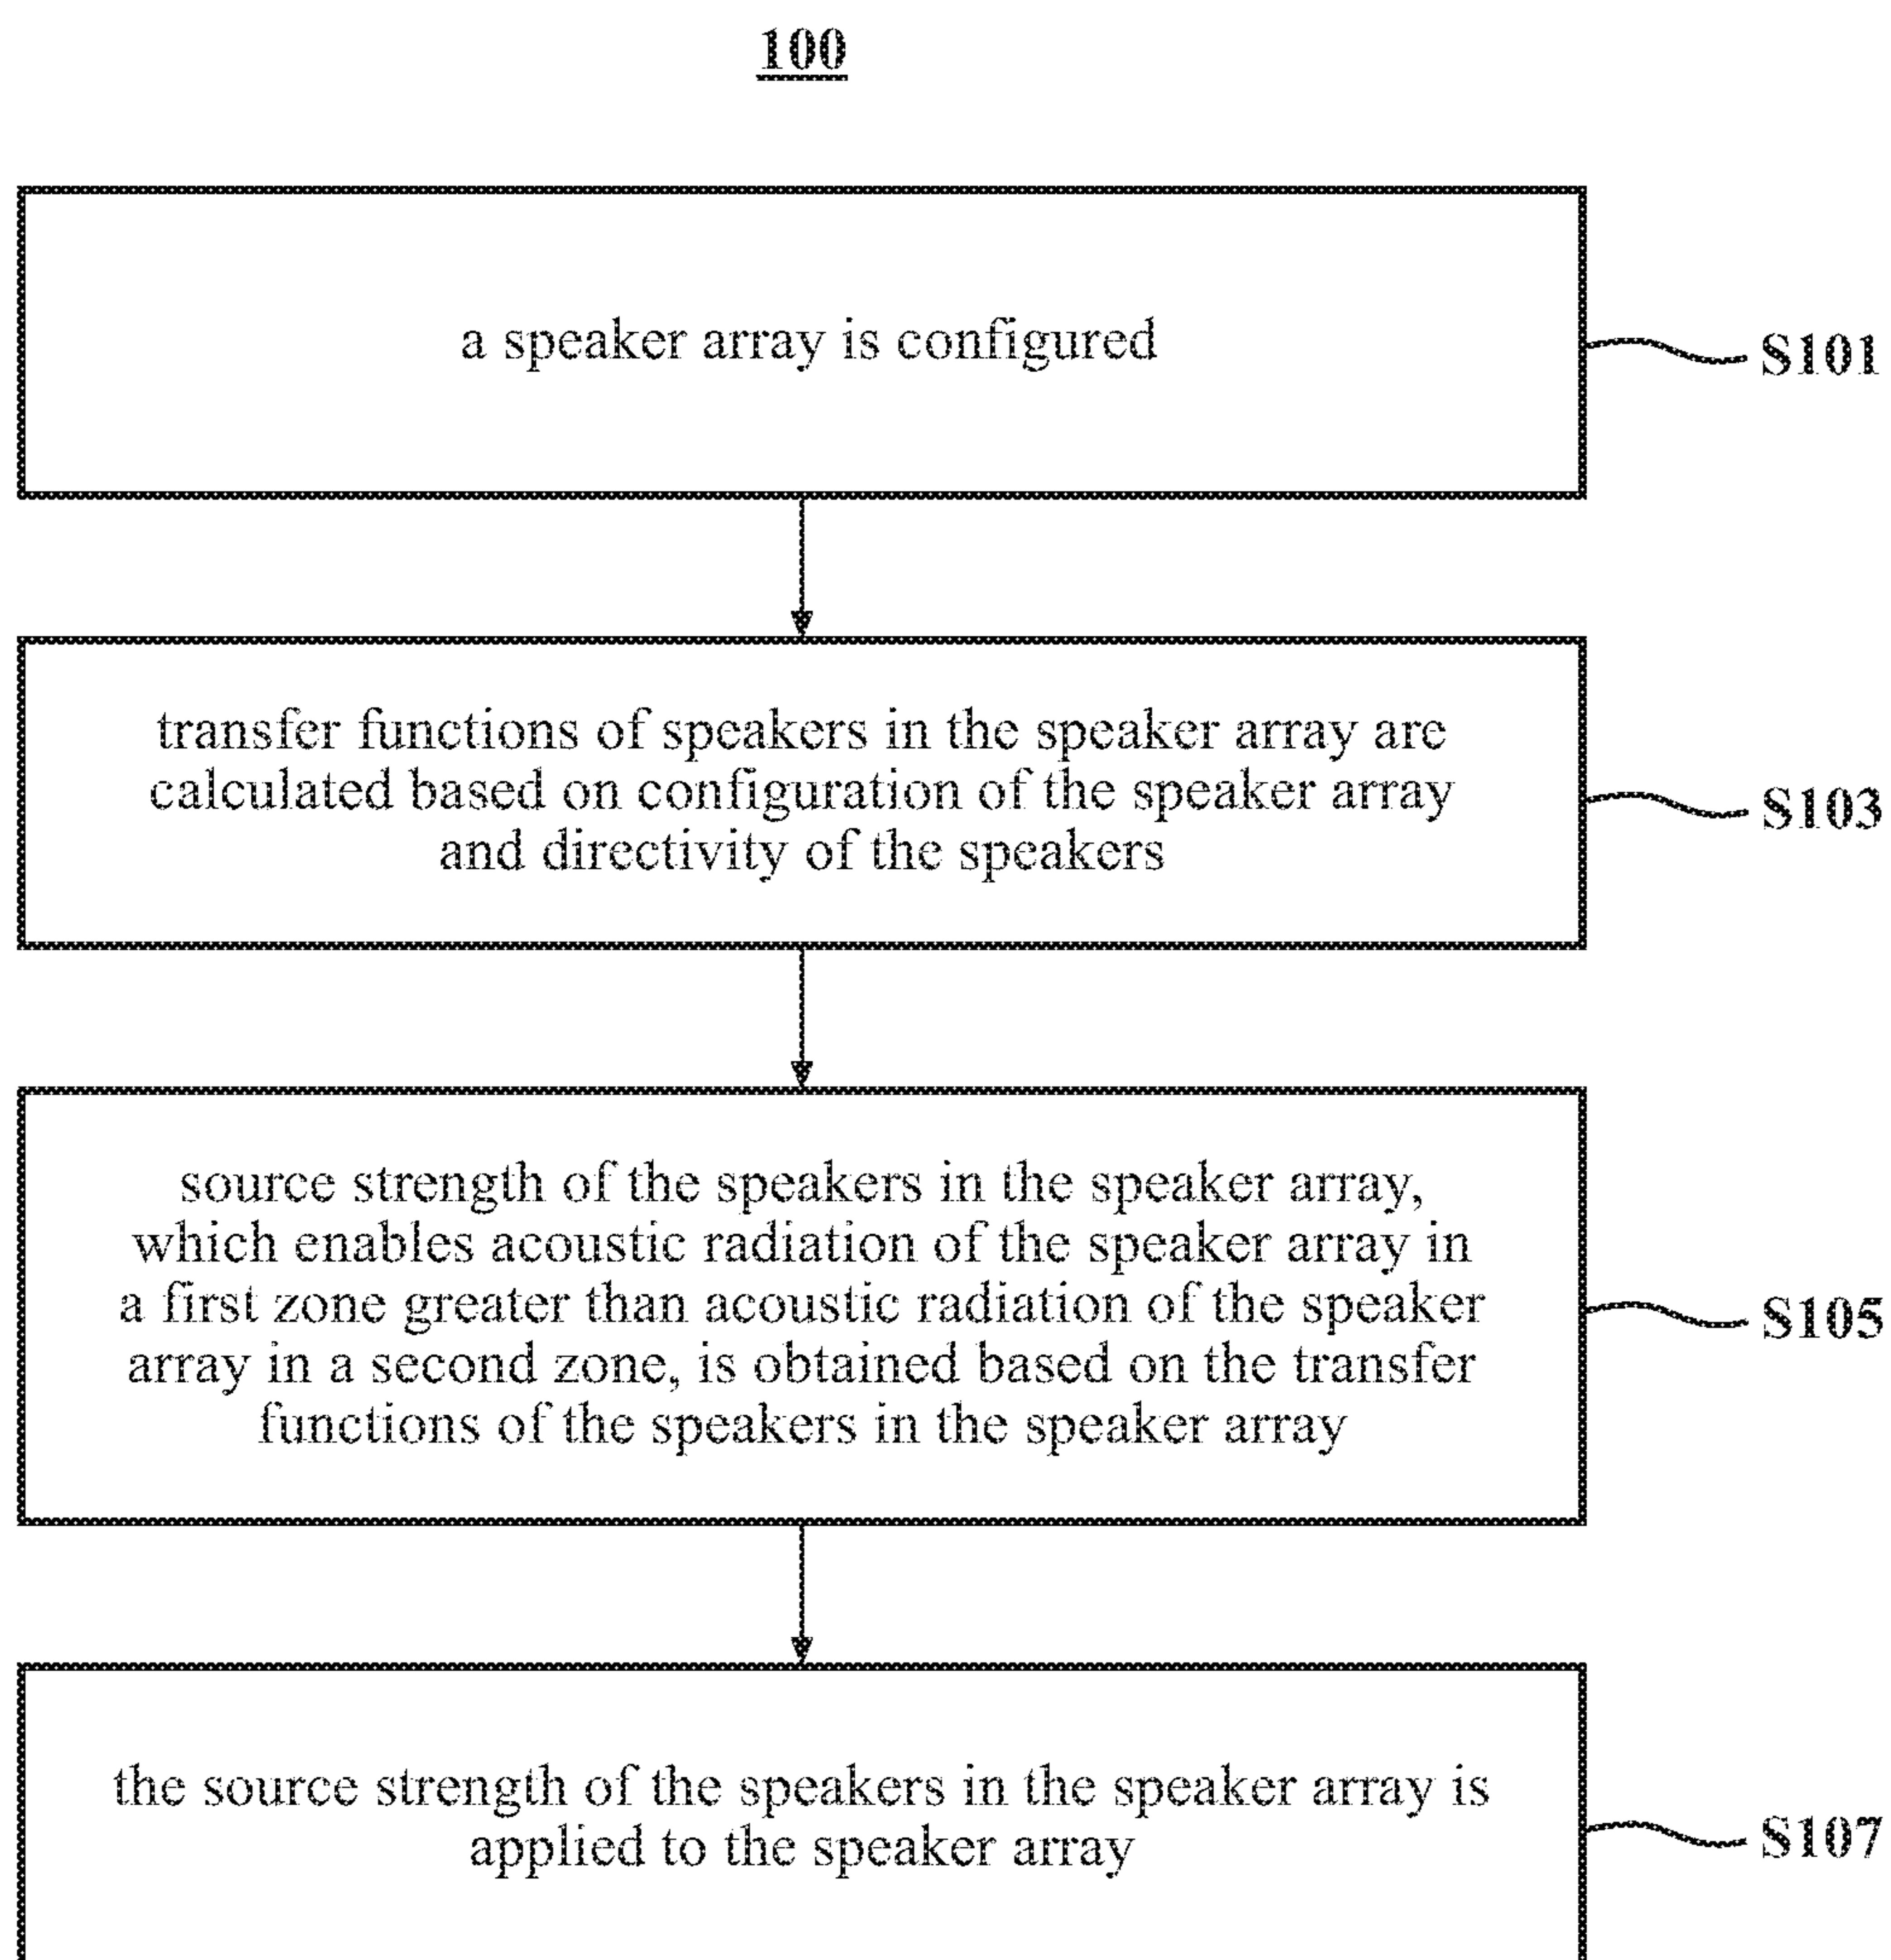 100
a speaker array is configured
S101
transfer functions of speakers in the speaker array are
calculated based on configuration of the speaker array
and directivity of the speakers
S103
source strength of the speakers in the speaker array,
which enables acoustic radiation of the speaker array in
a first zone greater than acoustic radiation of the speaker
array in a second zone, is obtained based on the transfer
functions of the speakers in the speaker array
S105
the source strength of the speakers in the speaker array is
applied to the speaker array
S107